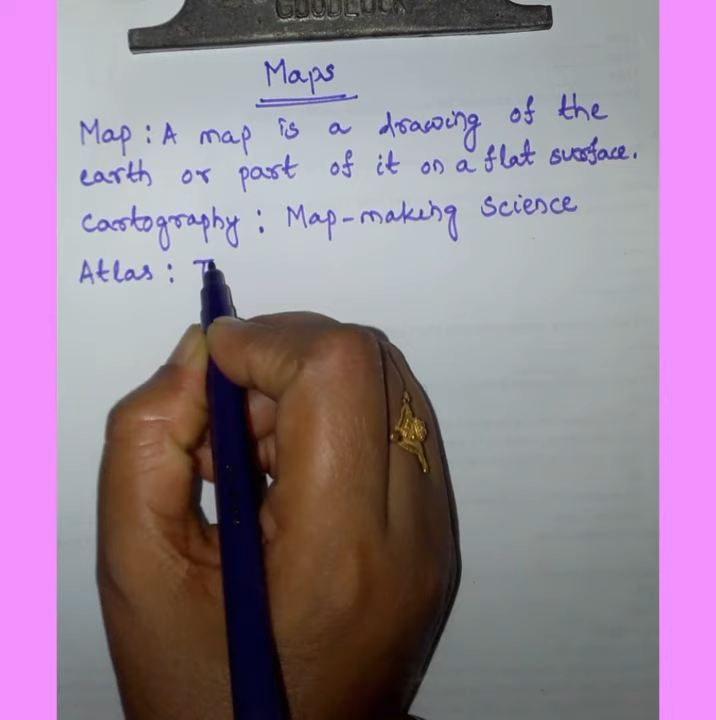 GOODLUCK
Maps
Map : A map is a drawing of the
earth or part of it on a flat surface.
Cartography : Map-making science
Atlas : T